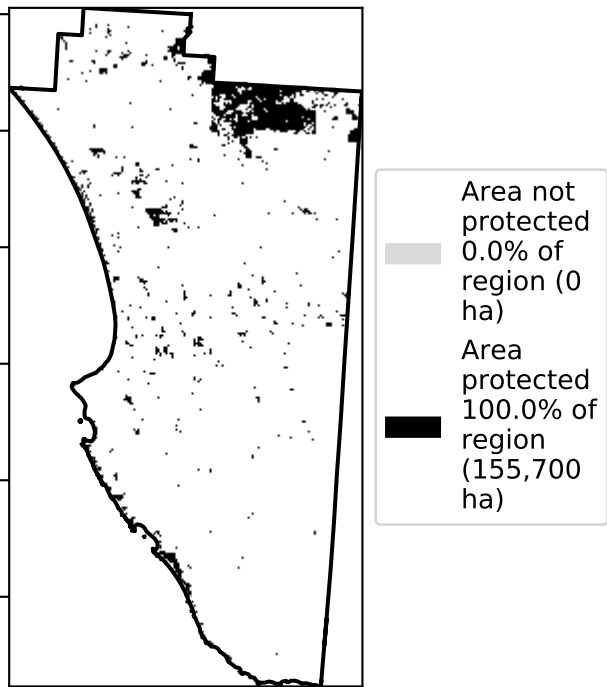 Area not
protected
0.0% of
region (0
ha)
Area
protected
100.0% of
region
(155,700
ha)